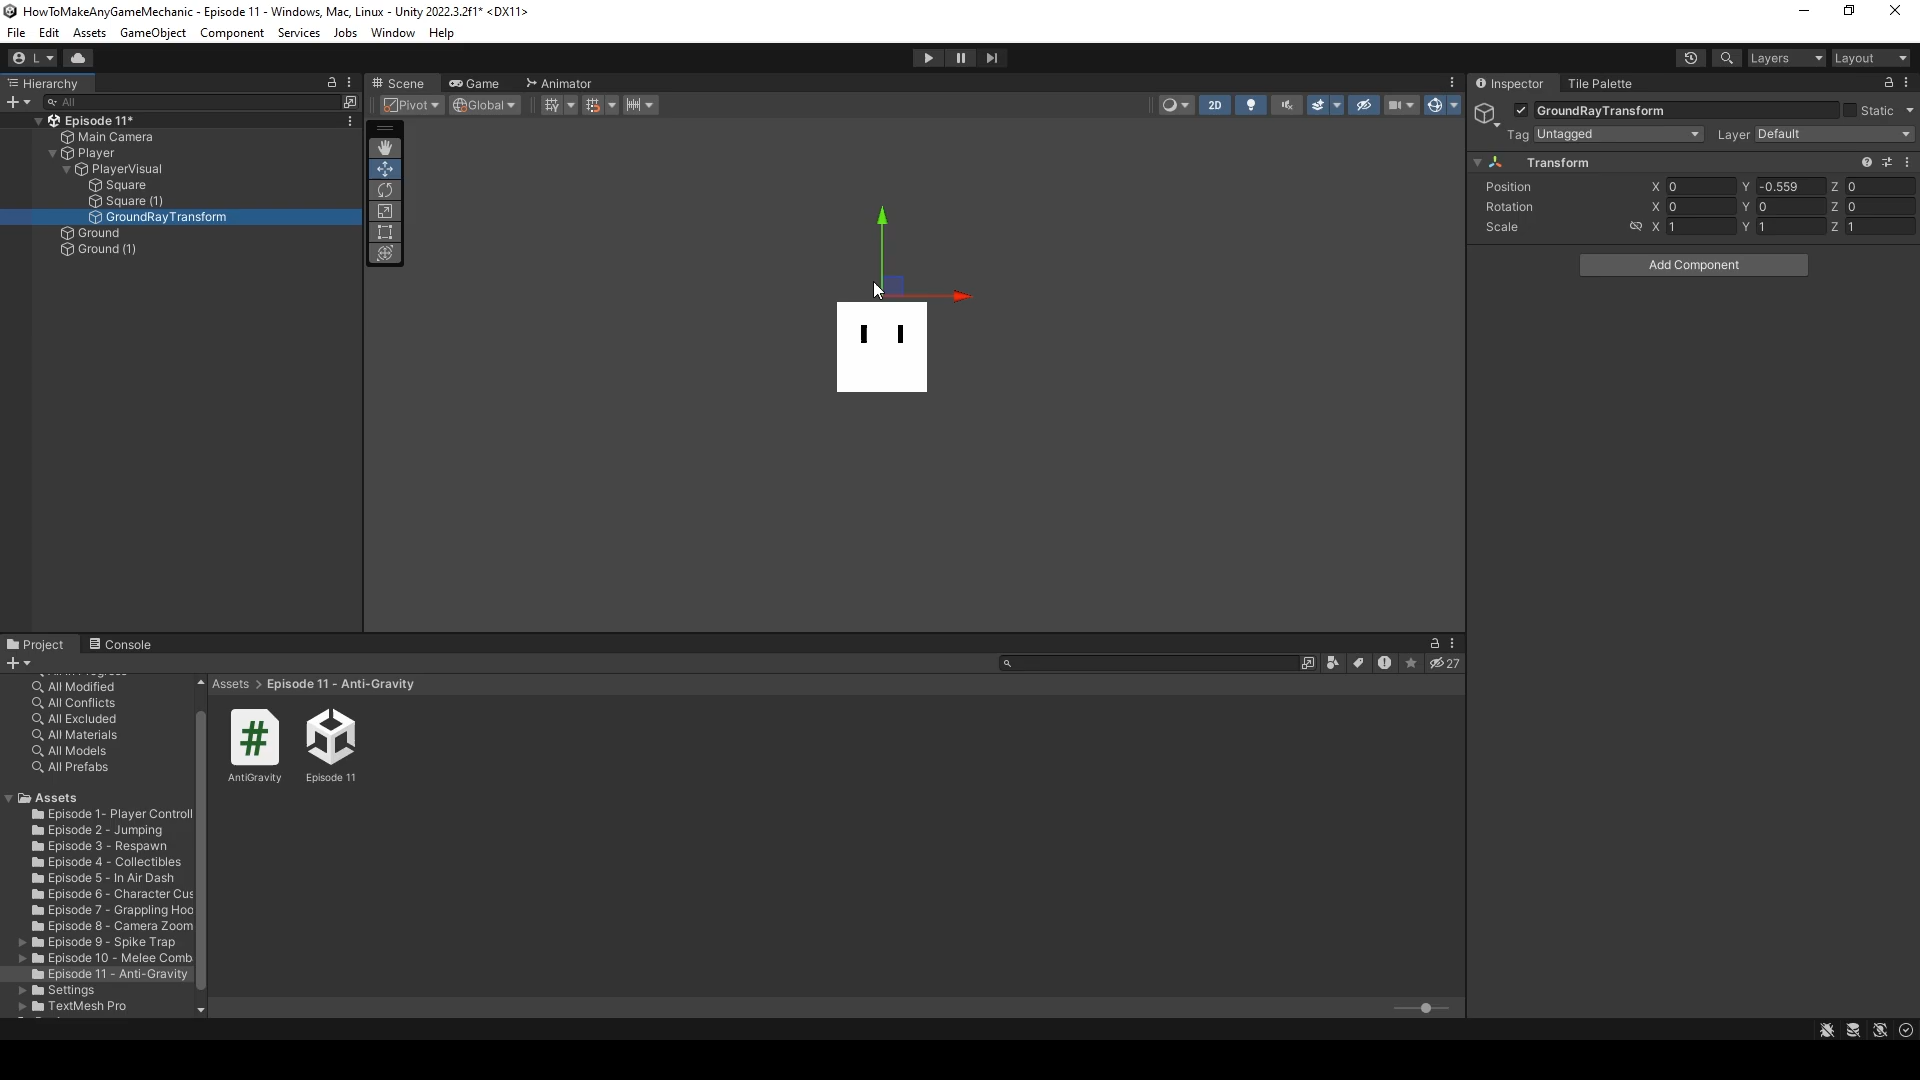 HowToMakeAnyGameMechanic - Episode 11 - Windows, Mac, Linux - Unity 2022.3.2f1* <DX11>
File Edit Assets GameObject Component Services Jobs Window Help
L
Layers Layout
Hierarchy
All
Episode 11*
Main Camera
Player
PlayerVisual
Square
Square (1)
GroundRayTransform
Ground
Ground (1)
Scene Game Animator
Pivot Global 2D
Inspector Tile Palette
GroundRayTransform Static
Tag Untagged Layer Default
Transform
Position X 0 Y -0.559 Z 0
Rotation X 0 Y 0 Z 0
Scale X 1 Y 1 Z 1
Add Component
Project Console
27
All Modified
All Conflicts
All Excluded
All Materials
All Models
All Prefabs
Assets
Episode 1- Player Controll
Episode 2 - Jumping
Episode 3 - Respawn
Episode 4 - Collectibles
Episode 5 - In Air Dash
Episode 6 - Character Cus
Episode 7 - Grappling Hoo
Episode 8 - Camera Zoom
Episode 9 - Spike Trap
Episode 10 - Melee Comb
Episode 11 - Anti-Gravity
Settings
TextMesh Pro
Assets > Episode 11 - Anti-Gravity
AntiGravity Episode 11